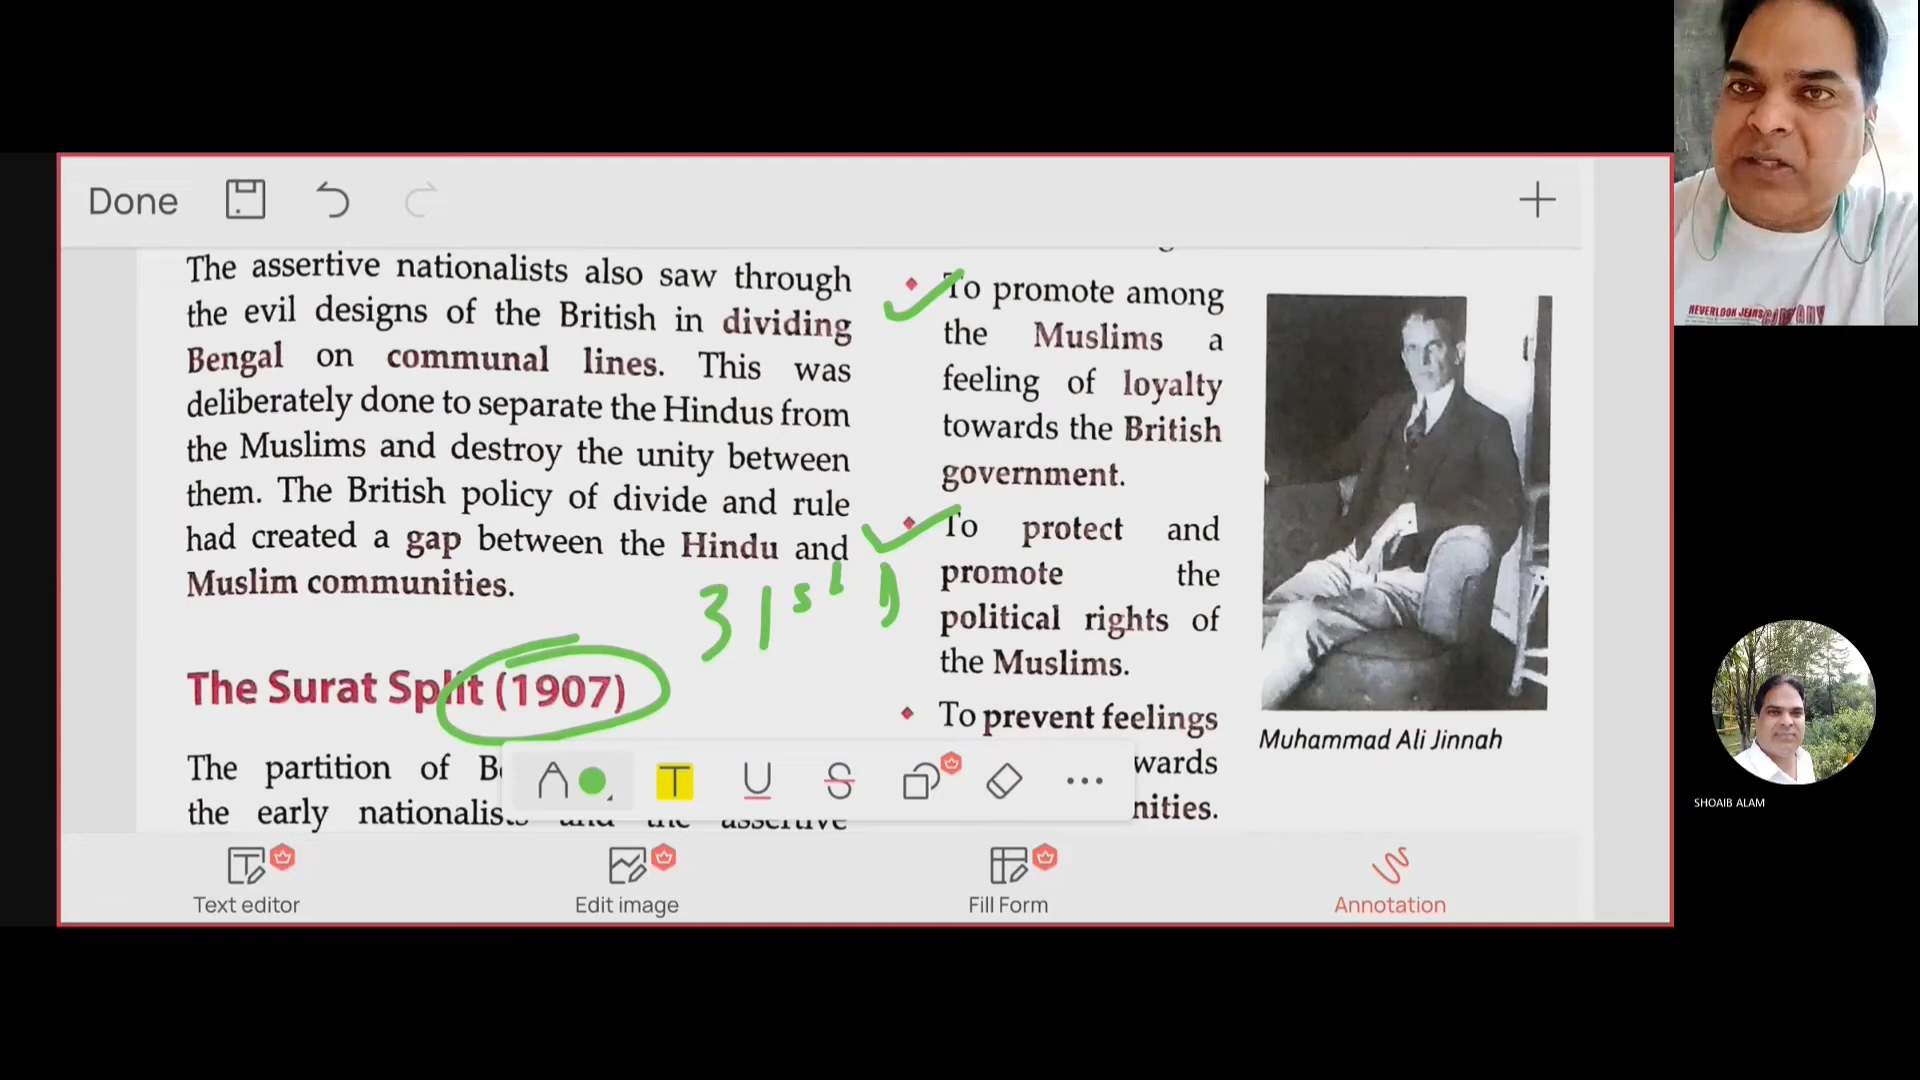 Done
The assertive nationalists also saw through
the evil designs of the British in dividing
Bengal on communal lines. This was
deliberately done to separate the Hindus from
the Muslims and destroy the unity between
them. The British policy of divide and rule
had created a gap between the Hindu and
Muslim communities.
31st D
The Surat Split (1907)
The partition of
the early nationalis
To promote among
the Muslims a
feeling of loyalty
towards the British
government.
To protect and
promote the
political rights of
the Muslims.
To prevent feelings
wards
nities.
Muhammad Ali Jinnah
T U S
Text editor
Edit image
Fill Form
Annotation
NEVERLOOK JEANS COMPANY
SHOAIB ALAM